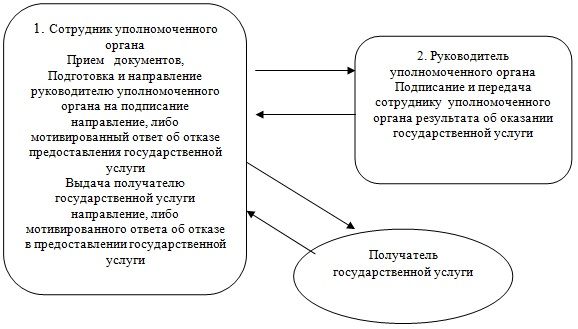 1. Сотрудник уполномоченного
органа
Прием документов,
Подготовка и направление
руководителю уполномоченного
органа на подписание
направление, либо
мотивированный ответ об отказе
предоставления государственной
услуги
Выдача получателю
государственной услуги
направление, либо
мотивированного ответа об отказе
в предоставлении государственной
услуги
2. Руководитель
уполномоченного органа
Подписание и передача
сотруднику уполномоченного
органа результата об оказании
государственной услуги
Получатель
государственной услуги